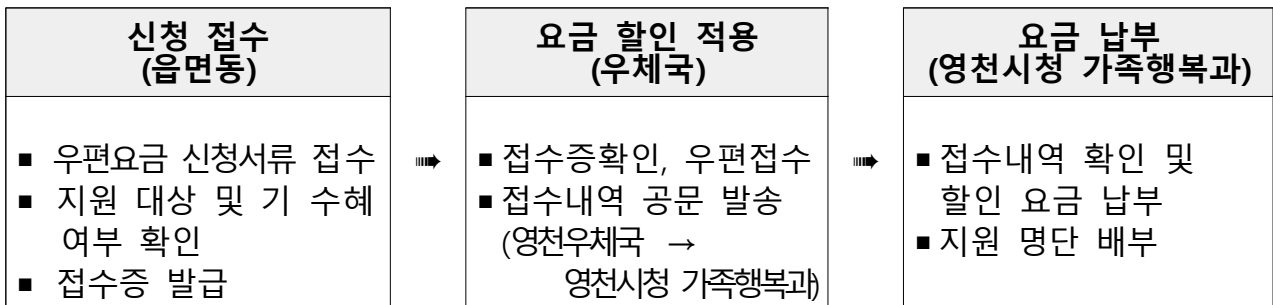 신청 접수
(읍면동)
■ 우편요금 신청서류 접수
■ 지원 대상 및 기 수혜
여부 확인
■ 접수증 발급
➠
요금 할인 적용
(우체국)
■ 접수증확인, 우편접수
■ 접수내역 공문 발송
(영천우체국 →
영천시청 가족행복과)
➠
요금 납부
(영천시청 가족행복과)
■ 접수내역 확인 및
할인 요금 납부
■ 지원 명단 배부